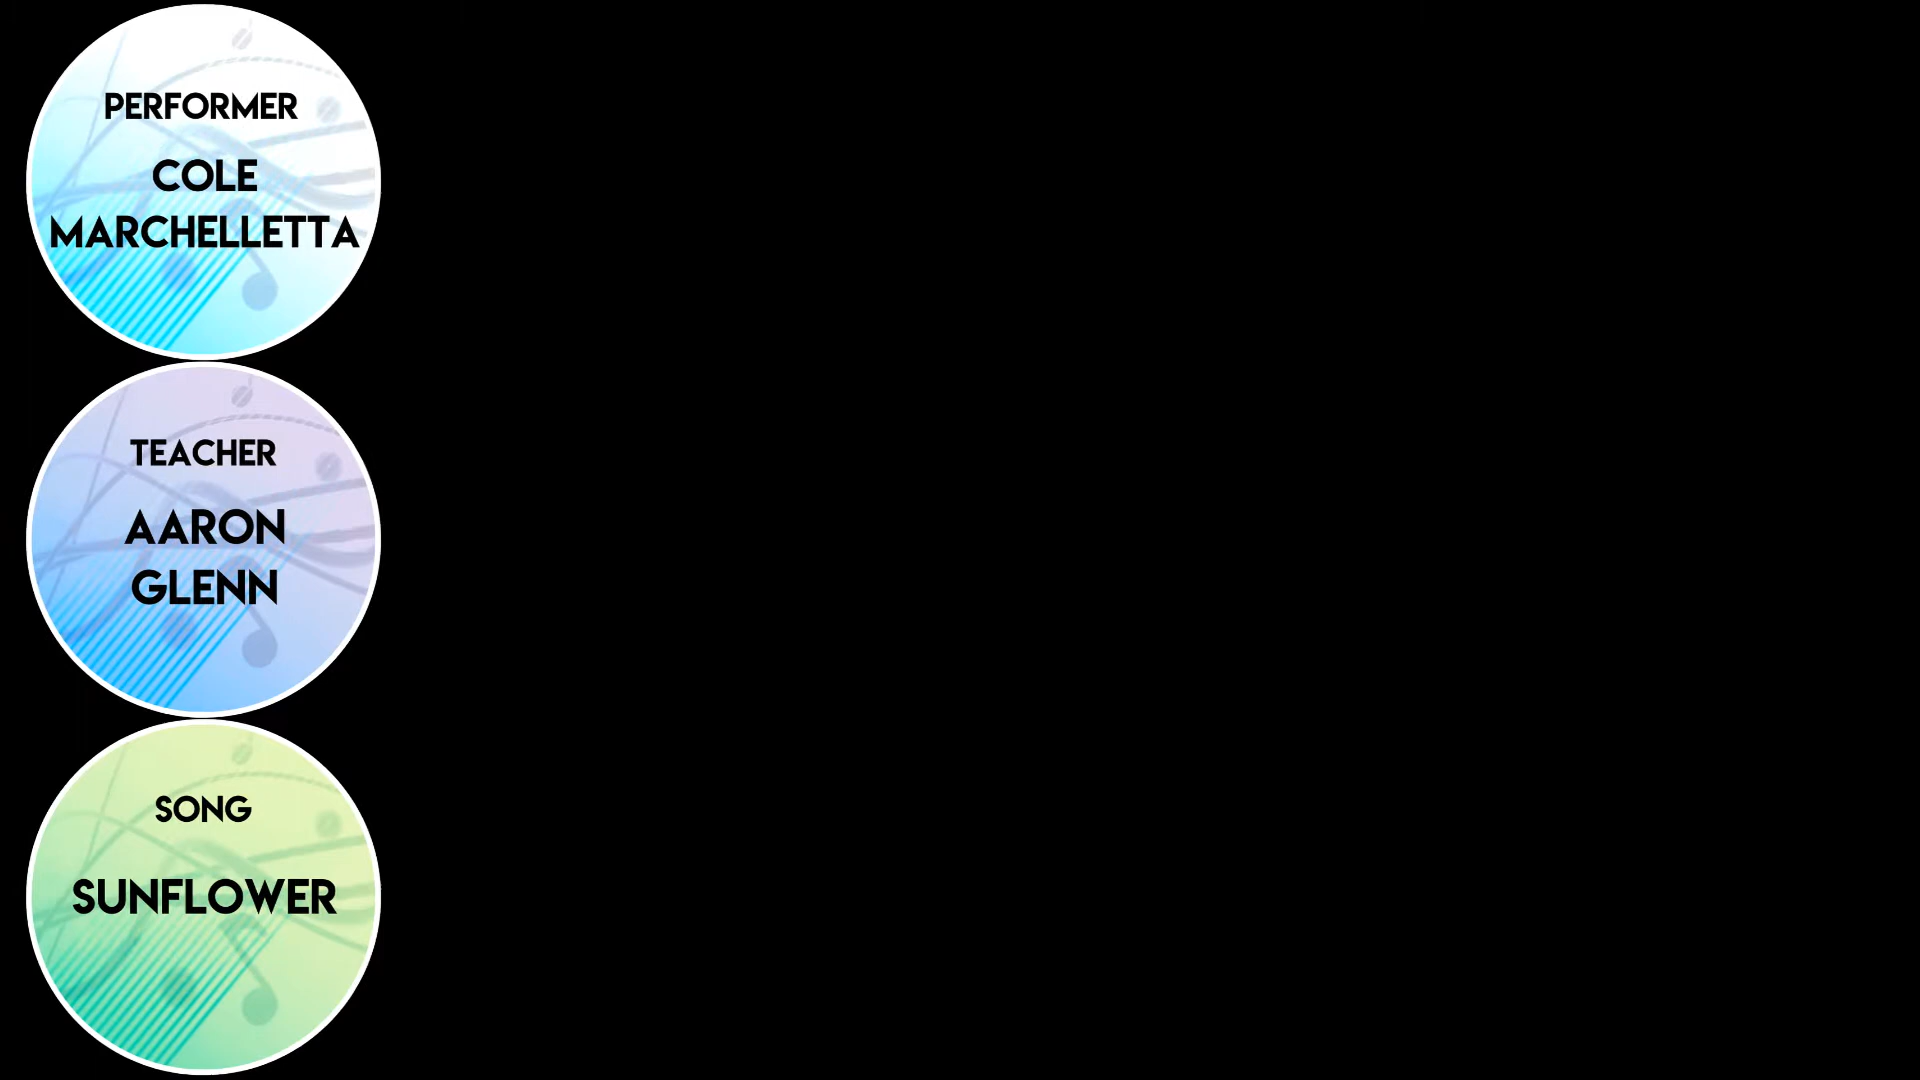 PERFORMER
COLE
MARCHELLETTA
TEACHER
AARON
GLENN
SONG
SUNFLOWER